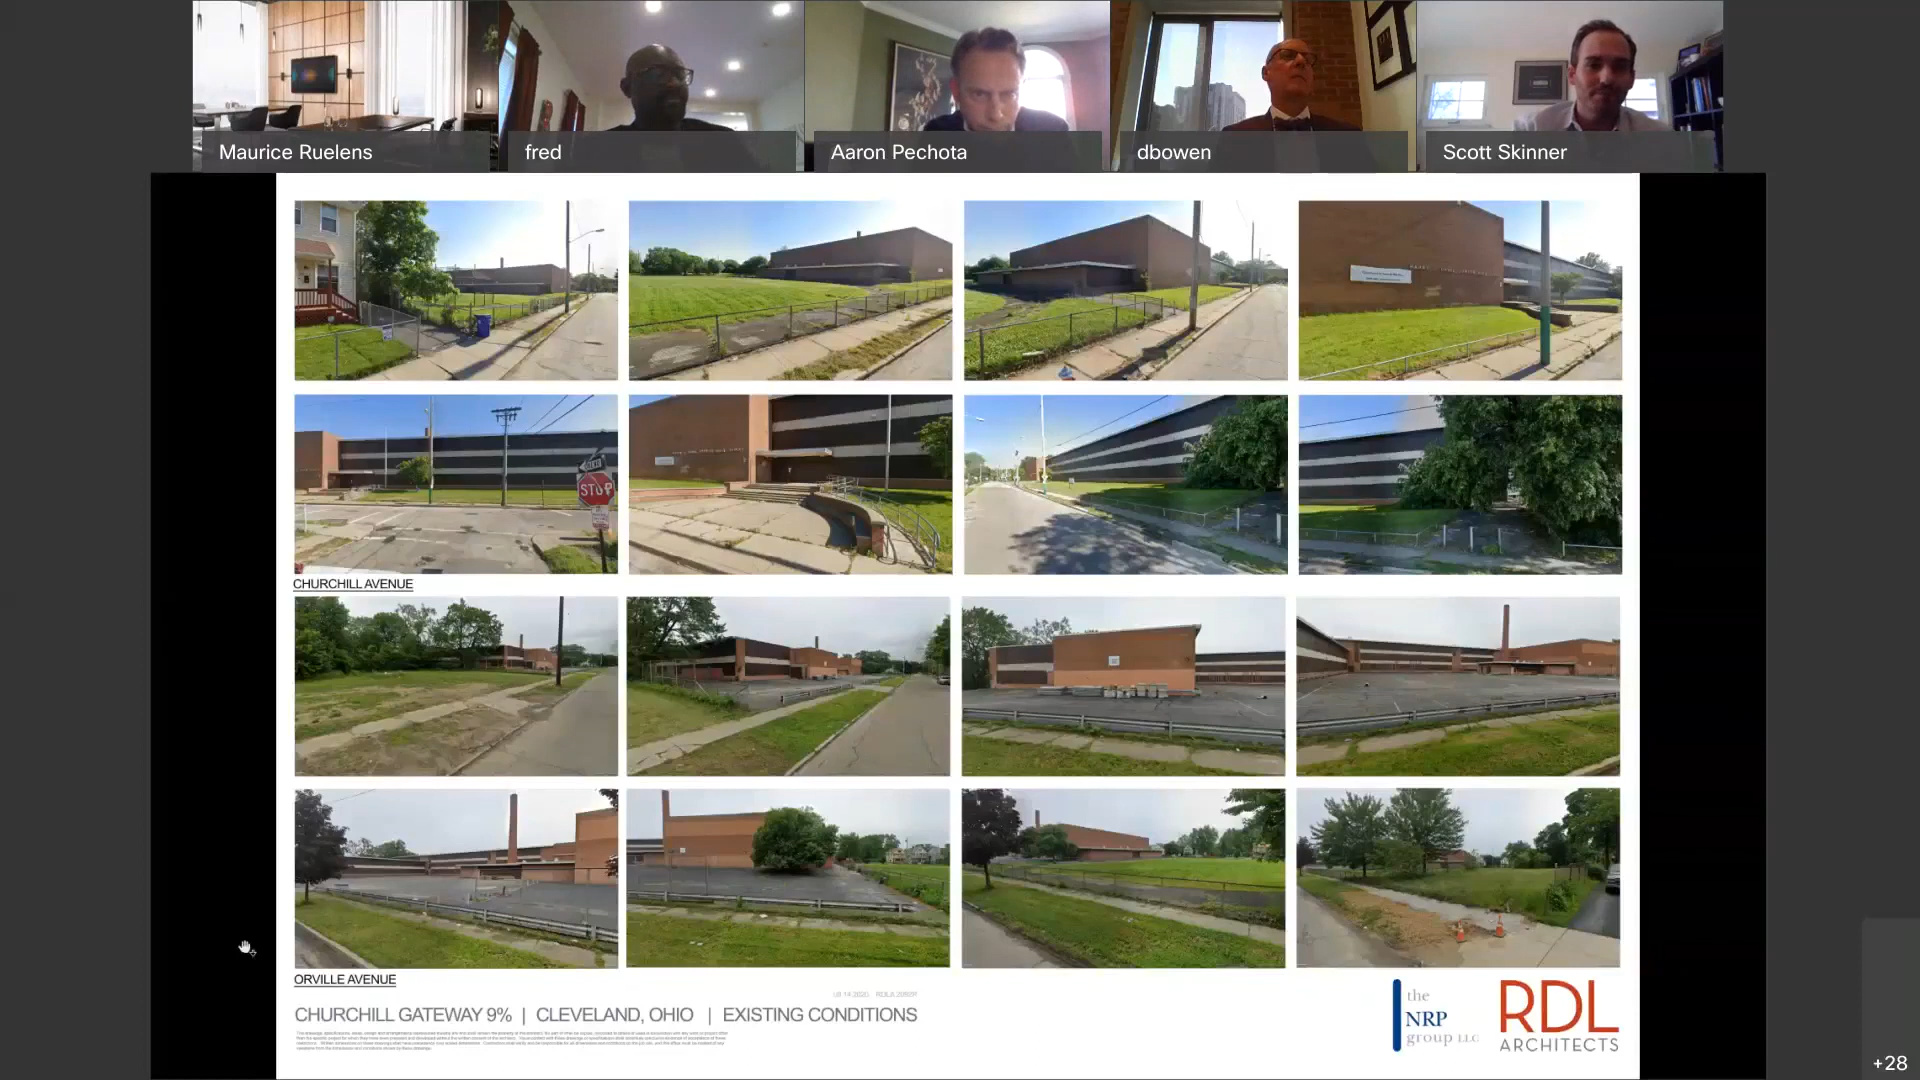 Maurice Ruelens
fred
Aaron Pechota
dbowen
Scott Skinner
STOP
CHURCHILL AVENUE
ORVILLE AVENUE
CHURCHILL GATEWAY 9% | CLEVELAND, OHIO | EXISTING CONDITIONS
the
NRP
group LLC
RDL
ARCHITECTS
+28